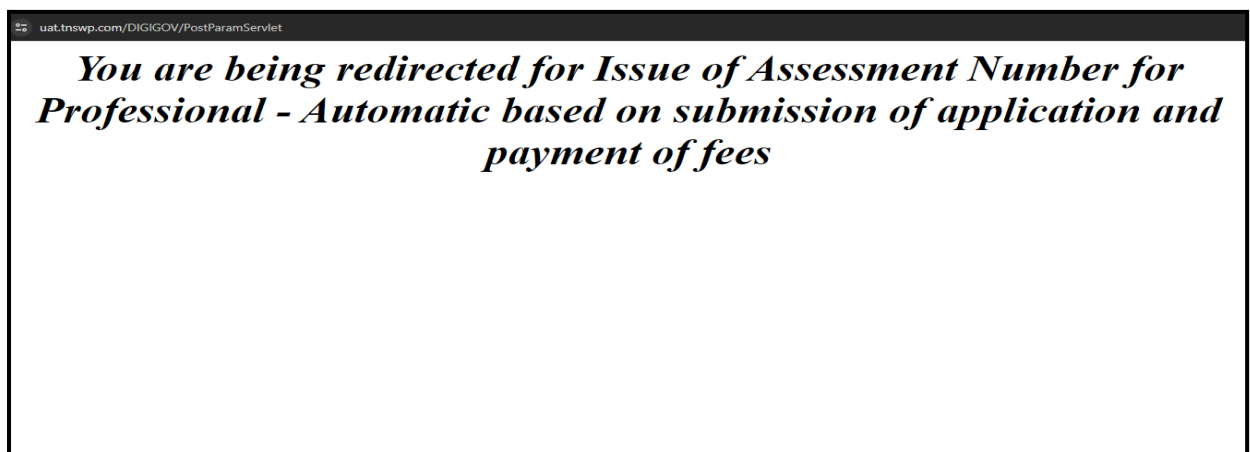 uat.tnswp.com/DIGIGOV/PostParamServlet
You are being redirected for Issue of Assessment Number for
Professional - Automatic based on submission of application and
payment of fees